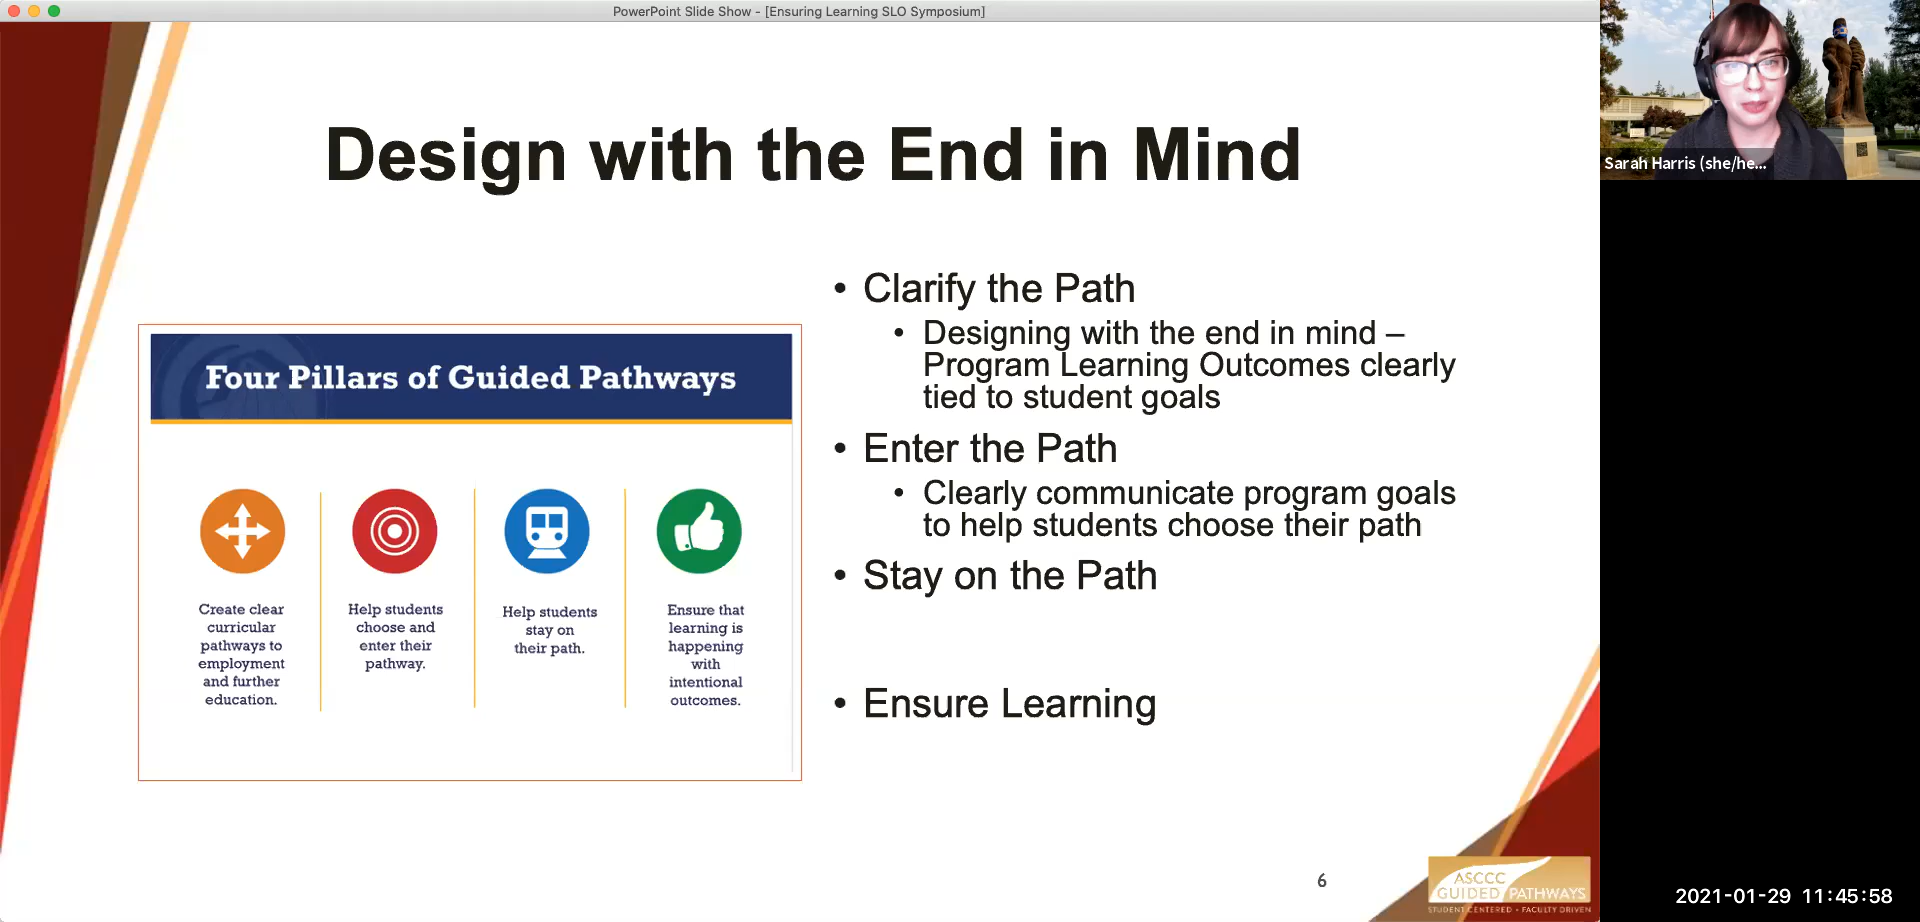 PowerPoint Slide Show - [Ensuring Learning SLO Symposium]
Design with the End in Mind
Four Pillars of Guided Pathways
Create clear
curricular
pathways to
employment
and further
education.
Help students
choose and
enter their
pathway.
Help students
stay on
their path.
Ensure that
learning is
happening
with
intentional
outcomes.
• Clarify the Path
• Designing with the end in mind –
Program Learning Outcomes clearly
tied to student goals
• Enter the Path
• Clearly communicate program goals
to help students choose their path
• Stay on the Path
• Ensure Learning
6
ASCCC
GUIDED PATHWAYS
STUDENT CENTERED • FACULTY DRIVEN
Sarah Harris (she/he...
2021-01-29 11:45:58